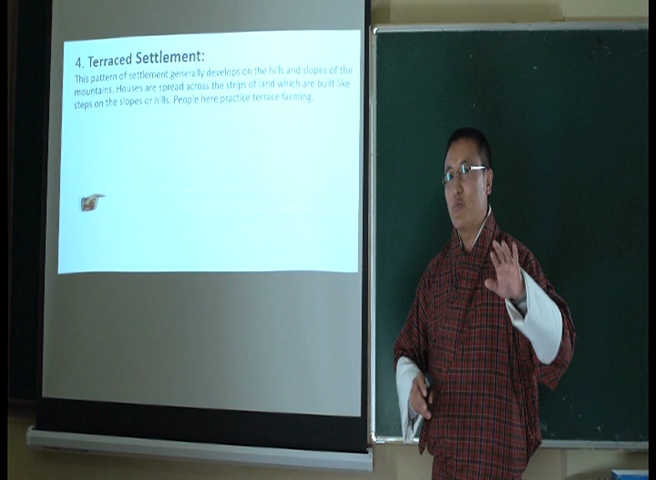 4. Terraced Settlement:
This pattern of settlement generally develops on the hills and slopes of the
mountains. Houses are spread across the strips of land which are built like
steps on the slopes or hills. People here practice terrace farming.